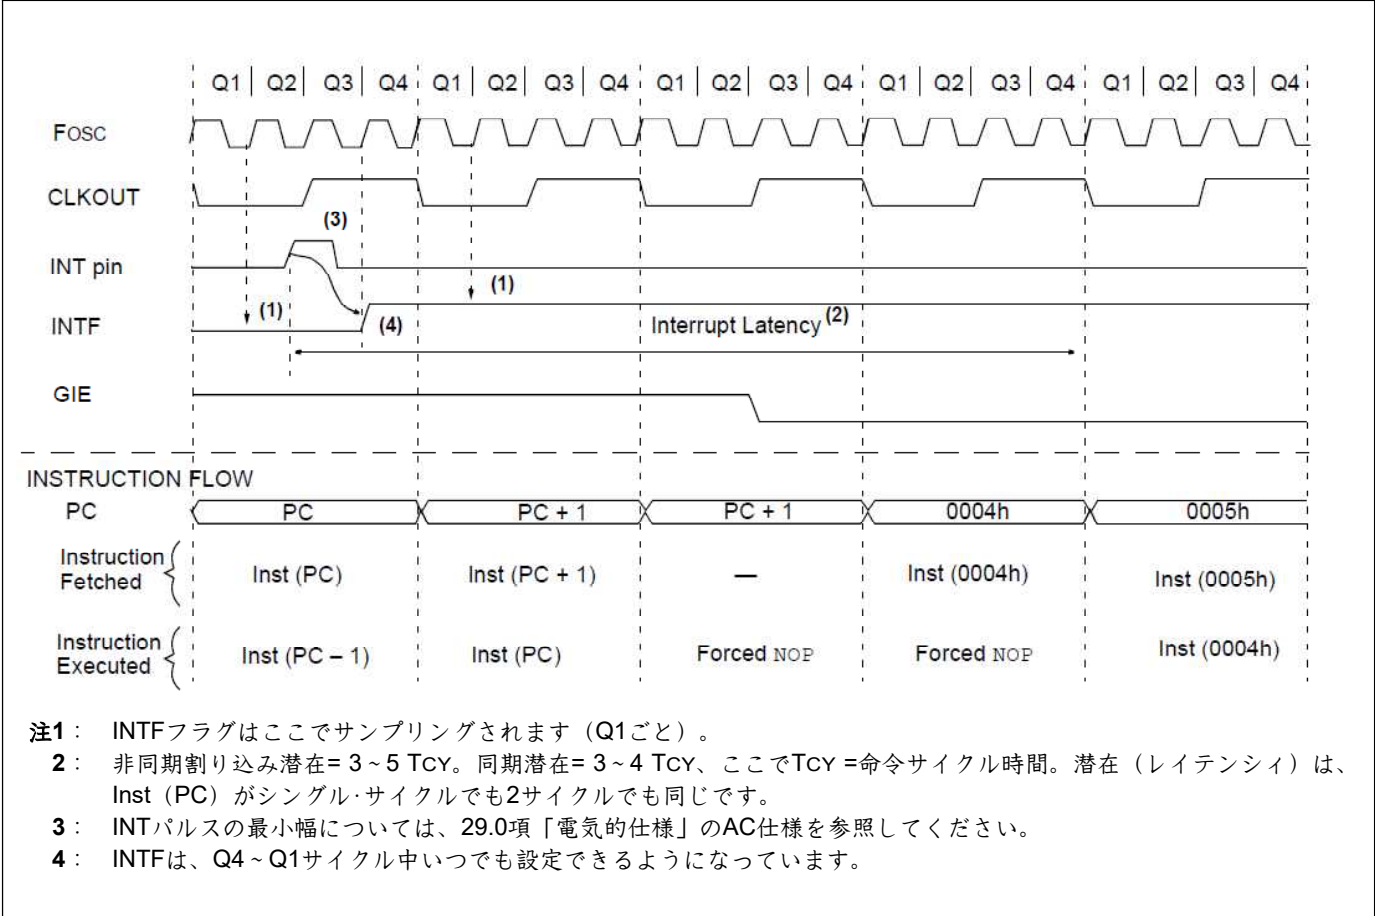 Q1 Q2 Q3 Q4 Q1 Q2 Q3 Q4 Q1 Q2 Q3 Q4 Q1 Q2 Q3 Q4 Q1 Q2 Q3 Q4
FOSC
CLKOUT
(3)
INT pin
(1)
(1)
INTF
(4)
Interrupt Latency (2)
GIE
INSTRUCTION FLOW
PC PC PC + 1 PC + 1 0004h 0005h
Instruction
Fetched
Inst (PC) Inst (PC + 1) — Inst (0004h) Inst (0005h)
Instruction
Executed
Inst (PC – 1) Inst (PC) Forced NOP Forced NOP Inst (0004h)
注1： INTFフラグはここでサンプリングされます（Q1ごと）。
2： 非同期割り込み潜在= 3~5 TCY。同期潜在= 3~4 TCY、ここでTCY =命令サイクル時間。潜在（レイテンシィ）は、
Inst（PC）がシングル·サイクルでも2サイクルでも同じです。
3： INTパルスの最小幅については、29.0項「電気的仕様」のAC仕様を参照してください。
4： INTFは、Q4~Q1サイクル中いつでも設定できるようになっています。